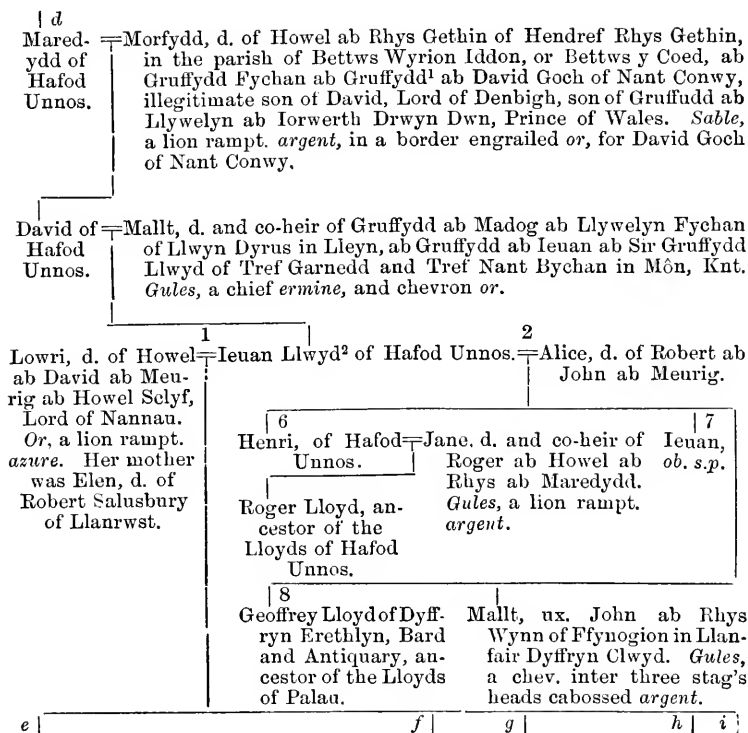 d
Mared- Morfydd, d. of Howel ab Rhys Gethin of Hendref Rhys Gethin,
ydd of in the parish of Bettws Wyrion Iddon, or Bettws y Coed, ab
Hafod Gruffydd Fychan ab Gruffydd¹ ab David Goch of Nant Conwy,
Unnos. illegitimate son of David, Lord of Denbigh, son of Gruffudd ab
Llywelyn ab Iorwerth Drwyn Dwn, Prince of Wales. Sable,
a lion rampt. argent, in a border engrailed or, for David Goch
of Nant Conwy.
David of Mallt, d. and co-heir of Gruffydd ab Madog ab Llywelyn Fychan
Hafod of Llwyn Dyrus in Lleyn, ab Gruffydd ab Ieuan ab Sir Gruffydd
Unnos. Llwyd of Tref Garnedd and Tref Nant Bychan in Môn, Knt.
Gules, a chief ermine, and chevron or.
1 2
Lowri, d. of Howel Ieuan Llwyd² of Hafod Unnos. Alice, d. of Robert ab
ab David ab Meu- John ab Meurig.
rig ab Howel Selyf,
Lord of Nannau.
Or, a lion rampt.
azure. Her mother
was Elen, d. of
Robert Salusbury
of Llanrwst.
6 7
Henri, of Hafod Jane, d. and co-heir of Ieuan,
Unnos. Roger ab Howel ab ob. s.p.
Rhys ab Maredydd.
Gules, a lion rampt.
argent.
Roger Lloyd, an-
cestor of the
Lloyds of Hafod
Unnos.
8
Geoffrey Lloyd of Dyff- Mallt, ux. John ab Rhys
ryn Erethlyn, Bard Wynn of Ffynogion in Llan-
and Antiquary, an- fair Dyffryn Clwyd. Gules,
cestor of the Lloyds a chev. inter three stag's
of Palau. heads cabossed argent.
e f g h i